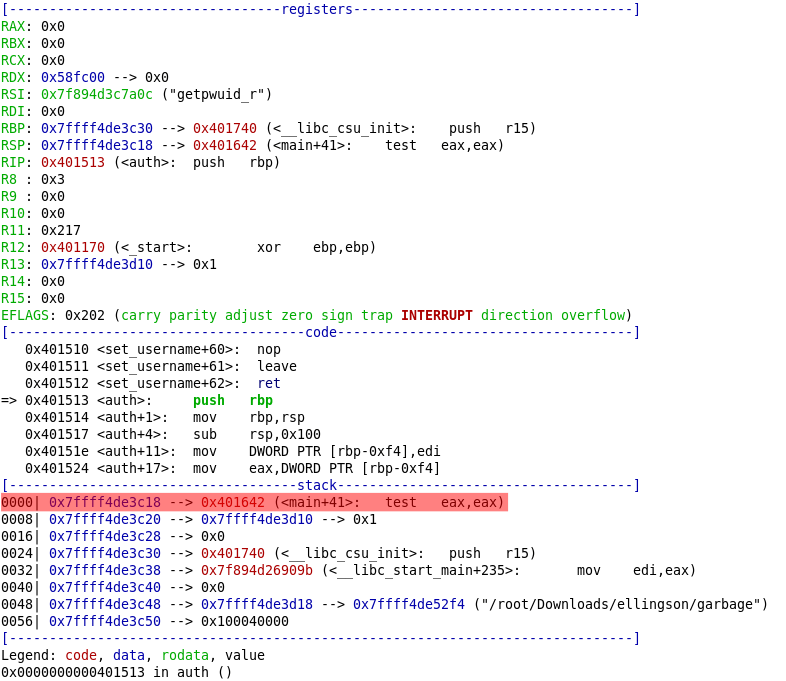 [----------------------------------registers-----------------------------------]
RAX: 0x0
RBX: 0x0
RCX: 0x0
RDX: 0x58fc00 --> 0x0
RSI: 0x7f894d3c7a0c ("getpwuid_r")
RDI: 0x0
RBP: 0x7ffff4de3c30 --> 0x401740 (<__libc_csu_init>:    push   r15)
RSP: 0x7ffff4de3c18 --> 0x401642 (<main+41>:    test   eax,eax)
RIP: 0x401513 (<auth>:  push   rbp)
R8 : 0x3
R9 : 0x0
R10: 0x0
R11: 0x217
R12: 0x401170 (<_start>:        xor    ebp,ebp)
R13: 0x7ffff4de3d10 --> 0x1
R14: 0x0
R15: 0x0
EFLAGS: 0x202 (carry parity adjust zero sign trap INTERRUPT direction overflow)
[-------------------------------------code-------------------------------------]
   0x401510 <set_username+60>:  nop
   0x401511 <set_username+61>:  leave
   0x401512 <set_username+62>:  ret
=> 0x401513 <auth>:     push   rbp
   0x401514 <auth+1>:   mov    rbp,rsp
   0x401517 <auth+4>:   sub    rsp,0x100
   0x40151e <auth+11>:  mov    DWORD PTR [rbp-0xf4],edi
   0x401524 <auth+17>:  mov    eax,DWORD PTR [rbp-0xf4]
[------------------------------------stack-------------------------------------]
0000| 0x7ffff4de3c18 --> 0x401642 (<main+41>:   test   eax,eax)
0008| 0x7ffff4de3c20 --> 0x7ffff4de3d10 --> 0x1
0016| 0x7ffff4de3c28 --> 0x0
0024| 0x7ffff4de3c30 --> 0x401740 (<__libc_csu_init>:   push   r15)
0032| 0x7ffff4de3c38 --> 0x7f894d26909b (<__libc_start_main+235>:       mov    edi,eax)
0040| 0x7ffff4de3c40 --> 0x0
0048| 0x7ffff4de3c48 --> 0x7ffff4de3d18 --> 0x7ffff4de52f4 ("/root/Downloads/ellingson/garbage")
0056| 0x7ffff4de3c50 --> 0x100040000
[------------------------------------------------------------------------------]
Legend: code, data, rodata, value
0x0000000000401513 in auth ()